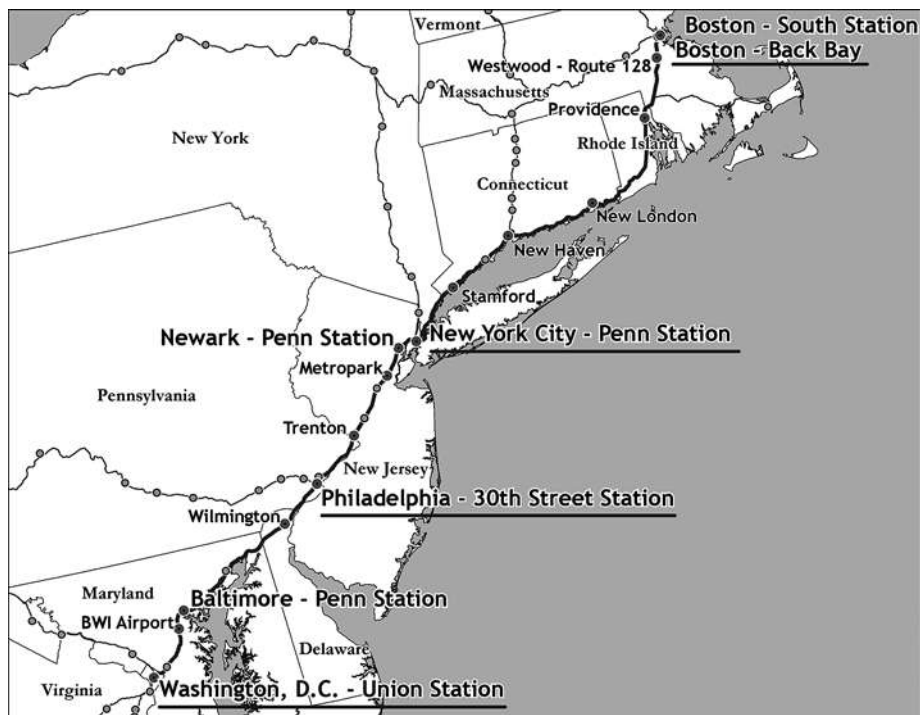 Vermont
Boston - South Station
Boston - Back Bay
Westwood - Route 128
Massachusetts
Providence
New York
Rhode Island
Connecticut
New London
New Haven
Stamford
Newark - Penn Station
New York City - Penn Station
Metropark
Pennsylvania
Trenton
New Jersey
Philadelphia - 30th Street Station
Wilmington
Maryland
Baltimore - Penn Station
BWI Airport
Delaware
Virginia
Washington, D.C. - Union Station